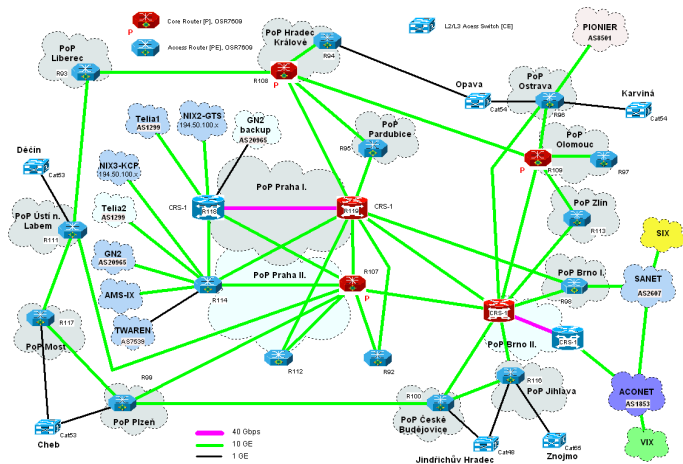 Core Router [P], OSR7609
P
Access Router [PE], OSR7609
L2/L3 Acess Switch [CE]
PIONIER
AS8501
PoP Hradec
Králové
R94
PoP
Liberec
R93
R108
P
Opava
Cat54
PoP
Ostrava
R96
Karviná
Cat54
Telia1
AS1299
NIX2-GTS
194.50.100.x
GN2
backup
AS20965
PoP
Pardubice
R95
PoP
Olomouc
R109
P
R97
Děčín
Cat53
NIX3-KCP
194.50.100.x
PoP Praha I.
CRS-1
R118
R119
CRS-1
PoP Zlín
R113
Telia2
AS1299
PoP Ústí n.
Labem
R111
SIX
GN2
AS20965
PoP Praha II.
R107
P
PoP Brno I.
R98
SANET
AS2607
AMS-IX
R114
R117
PoP Most
TWAREN
AS7539
CRS-1
PoP Brno II.
CRS-1
R112
R92
R99
PoP Plzeň
R100
PoP České
Budějovice
R116
PoP Jihlava
ACONET
AS1853
Cheb
Cat53
40 Gbps
10 GE
1 GE
Jindřichův Hradec
Cat48
Znojmo
Cat55
VIX